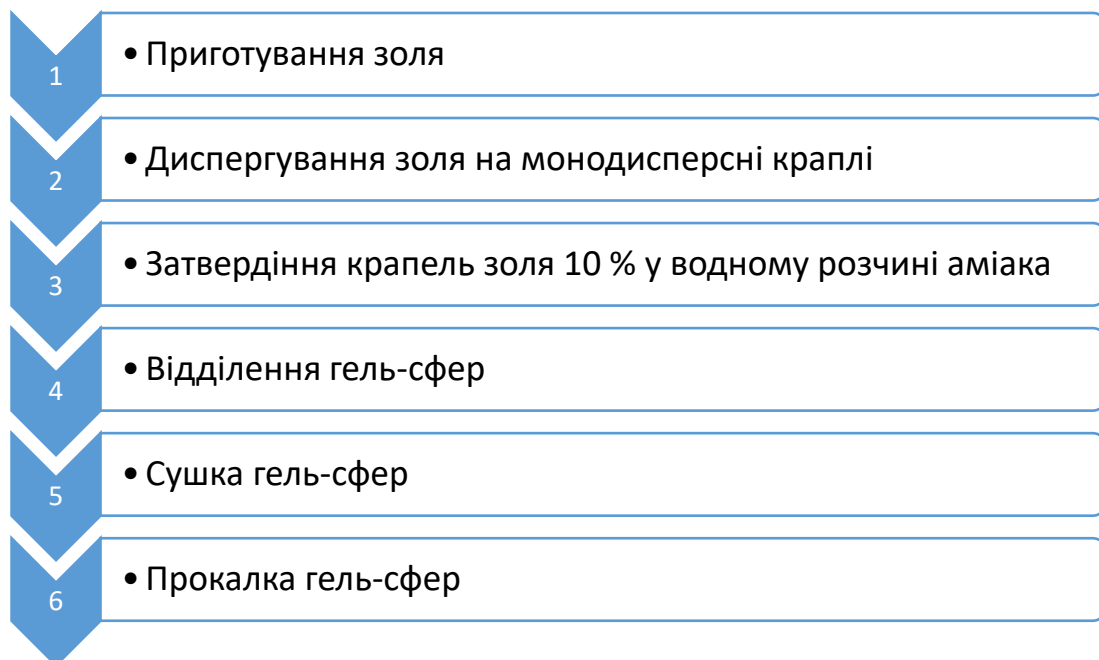 1
• Приготування золя
2
• Диспергування золя на монодисперсні краплі
3
• Затвердіння крапель золя 10 % у водному розчині аміака
4
• Відділення гель-сфер
5
• Сушка гель-сфер
6
• Прокалка гель-сфер